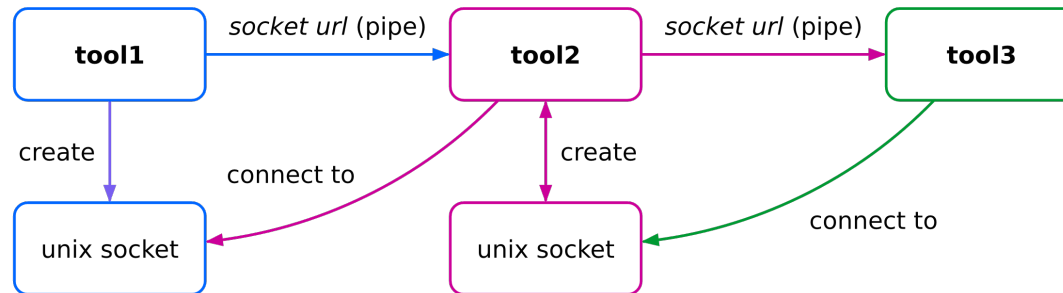 socket url (pipe)
socket url (pipe)
tool1
tool2
tool3
create
create
connect to
connect to
unix socket
unix socket